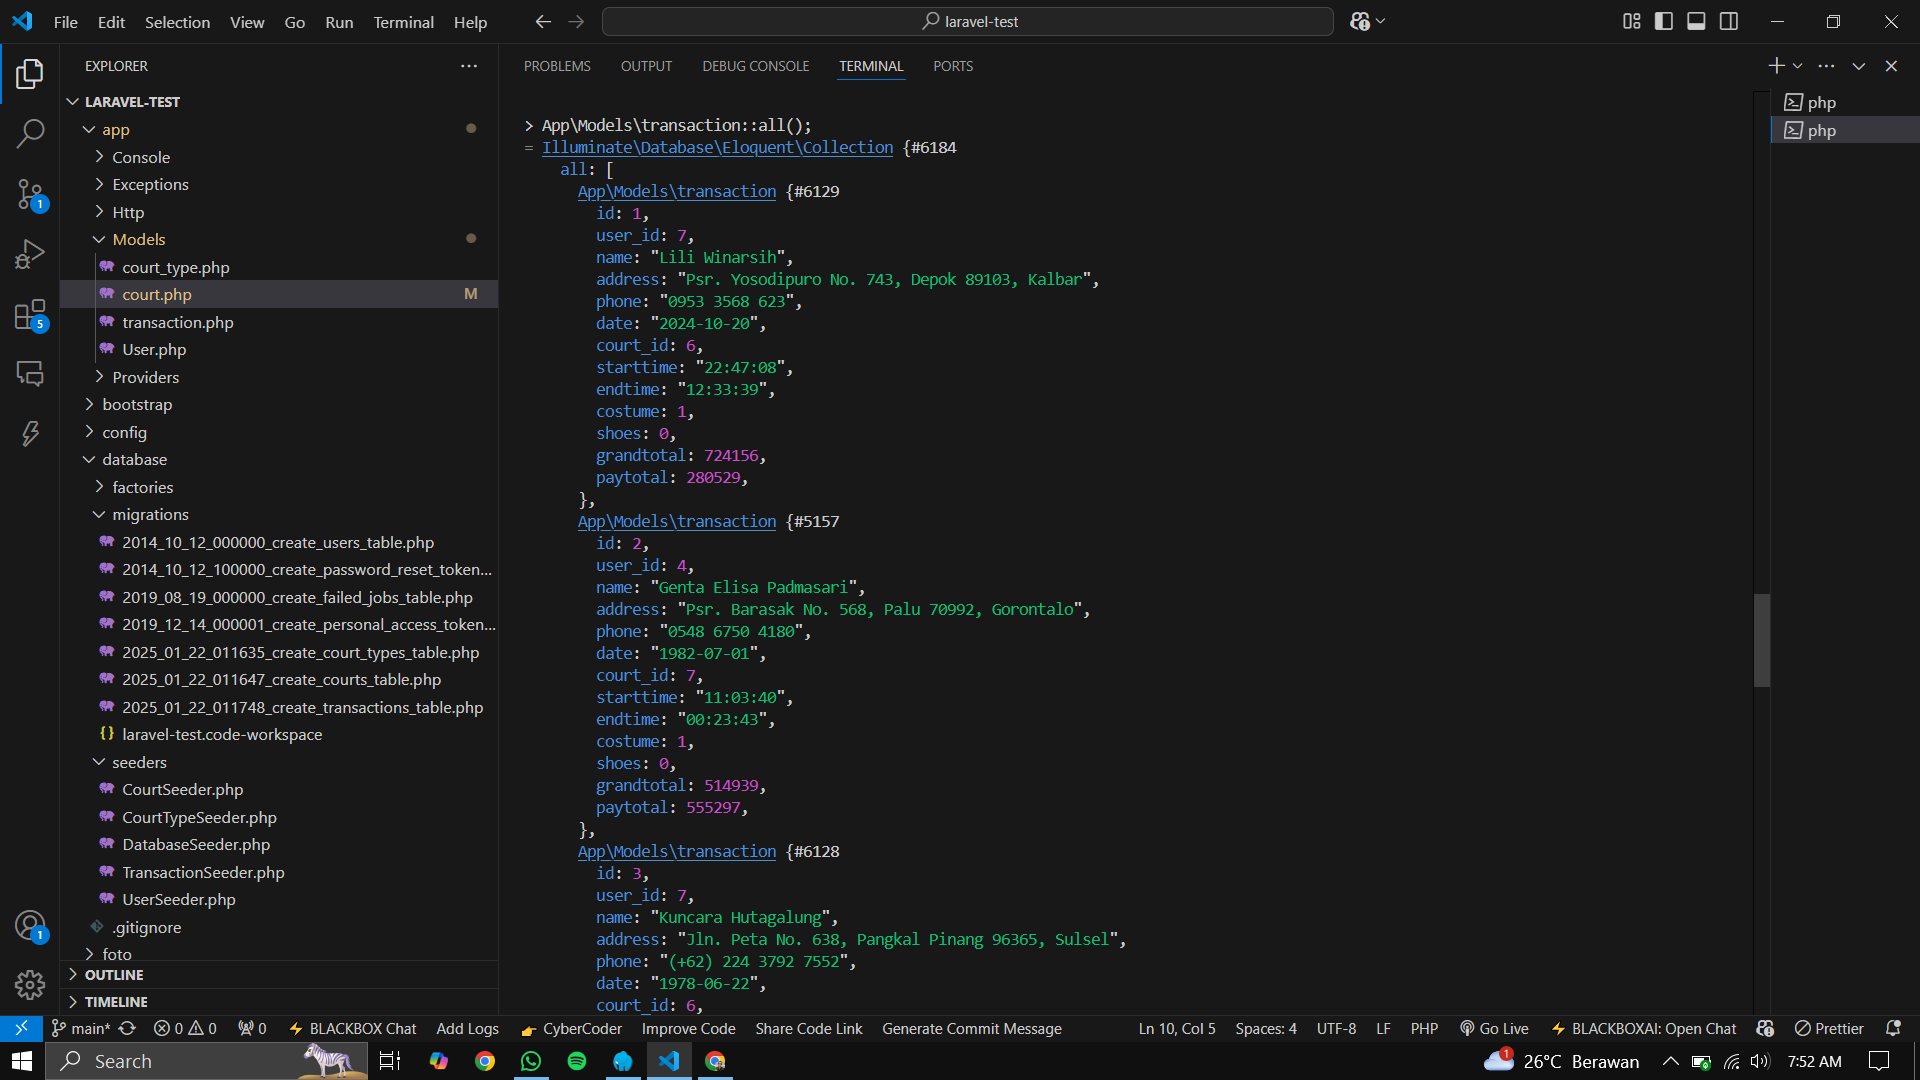 File Edit Selection View Go Run Terminal Help
laravel-test
EXPLORER
LARAVEL-TEST
app
Console
Exceptions
Http
Models
court_type.php
court.php M
transaction.php
User.php
Providers
bootstrap
config
database
factories
migrations
2014_10_12_000000_create_users_table.php
2014_10_12_100000_create_password_reset_token...
2019_08_19_000000_create_failed_jobs_table.php
2019_12_14_000001_create_personal_access_token...
2025_01_22_011635_create_court_types_table.php
2025_01_22_011647_create_courts_table.php
2025_01_22_011748_create_transactions_table.php
{} laravel-test.code-workspace
seeders
CourtSeeder.php
CourtTypeSeeder.php
DatabaseSeeder.php
TransactionSeeder.php
UserSeeder.php
.gitignore
foto
OUTLINE
TIMELINE
1
5
1
PROBLEMS OUTPUT DEBUG CONSOLE TERMINAL PORTS
> App\Models\transaction::all();
= Illuminate\Database\Eloquent\Collection {#6184
all: [
App\Models\transaction {#6129
id: 1,
user_id: 7,
name: "Lili Winarsih",
address: "Psr. Yosodipuro No. 743, Depok 89103, Kalbar",
phone: "0953 3568 623",
date: "2024-10-20",
court_id: 6,
starttime: "22:47:08",
endtime: "12:33:39",
costume: 1,
shoes: 0,
grandtotal: 724156,
paytotal: 280529,
},
App\Models\transaction {#5157
id: 2,
user_id: 4,
name: "Genta Elisa Padmasari",
address: "Psr. Barasak No. 568, Palu 70992, Gorontalo",
phone: "0548 6750 4180",
date: "1982-07-01",
court_id: 7,
starttime: "11:03:40",
endtime: "00:23:43",
costume: 1,
shoes: 0,
grandtotal: 514939,
paytotal: 555297,
},
App\Models\transaction {#6128
id: 3,
user_id: 7,
name: "Kuncara Hutagalung",
address: "Jln. Peta No. 638, Pangkal Pinang 96365, Sulsel",
phone: "(+62) 224 3792 7552",
date: "1978-06-22",
court_id: 6,
php
php
main* 0 0 0 BLACKBOX Chat Add Logs CyberCoder Improve Code Share Code Link Generate Commit Message Ln 10, Col 5 Spaces: 4 UTF-8 LF PHP Go Live BLACKBOXAI: Open Chat Prettier
Search 1 26°C Berawan 7:52 AM